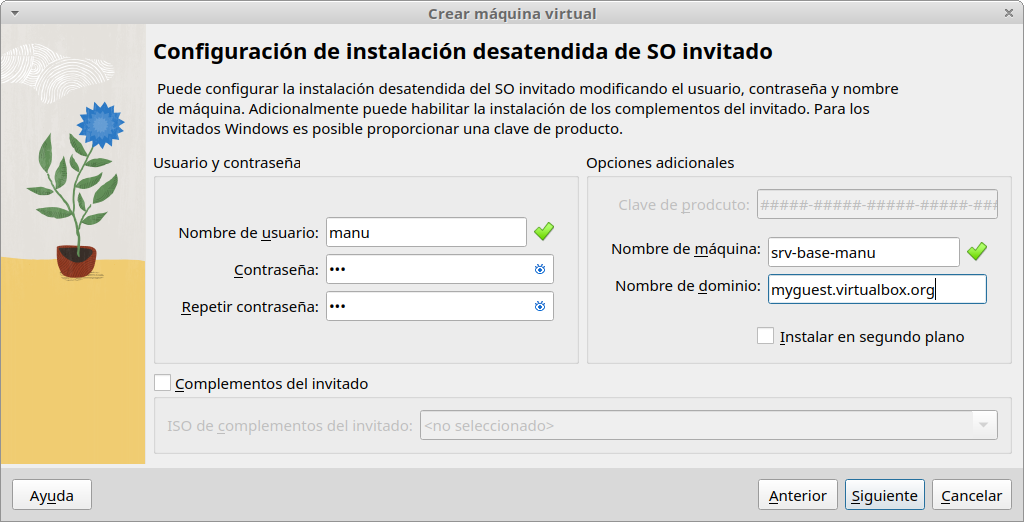 Crear máquina virtual
Configuración de instalación desatendida de SO invitado
Puede configurar la instalación desatendida del SO invitado modificando el usuario, contraseña y nombre
de máquina. Adicionalmente puede habilitar la instalación de los complementos del invitado. Para los
invitados Windows es posible proporcionar una clave de producto.
Usuario y contraseña
Nombre de usuario: manu
Contraseña: •••
Repetir contraseña: •••
Opciones adicionales
Clave de prodcuto: #####-#####-#####-#####-###
Nombre de máquina: srv-base-manu
Nombre de dominio: myguest.virtualbox.org
Instalar en segundo plano
Complementos del invitado
ISO de complementos del invitado: <no seleccionado>
Ayuda
Anterior
Siguiente
Cancelar